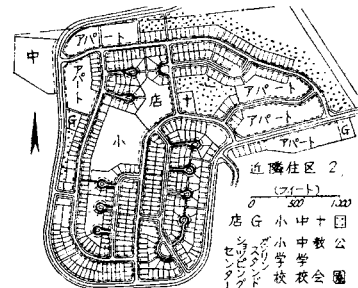 中
アパート
アパート
店
十
アパート
G
小
アパート
アパート
G
近隣住区 2.
(フィート)
0 500 1.000
店 G 小 中 十
ショッピングセンター
ガソリンスタンド
小学校
中学校
教会
公園